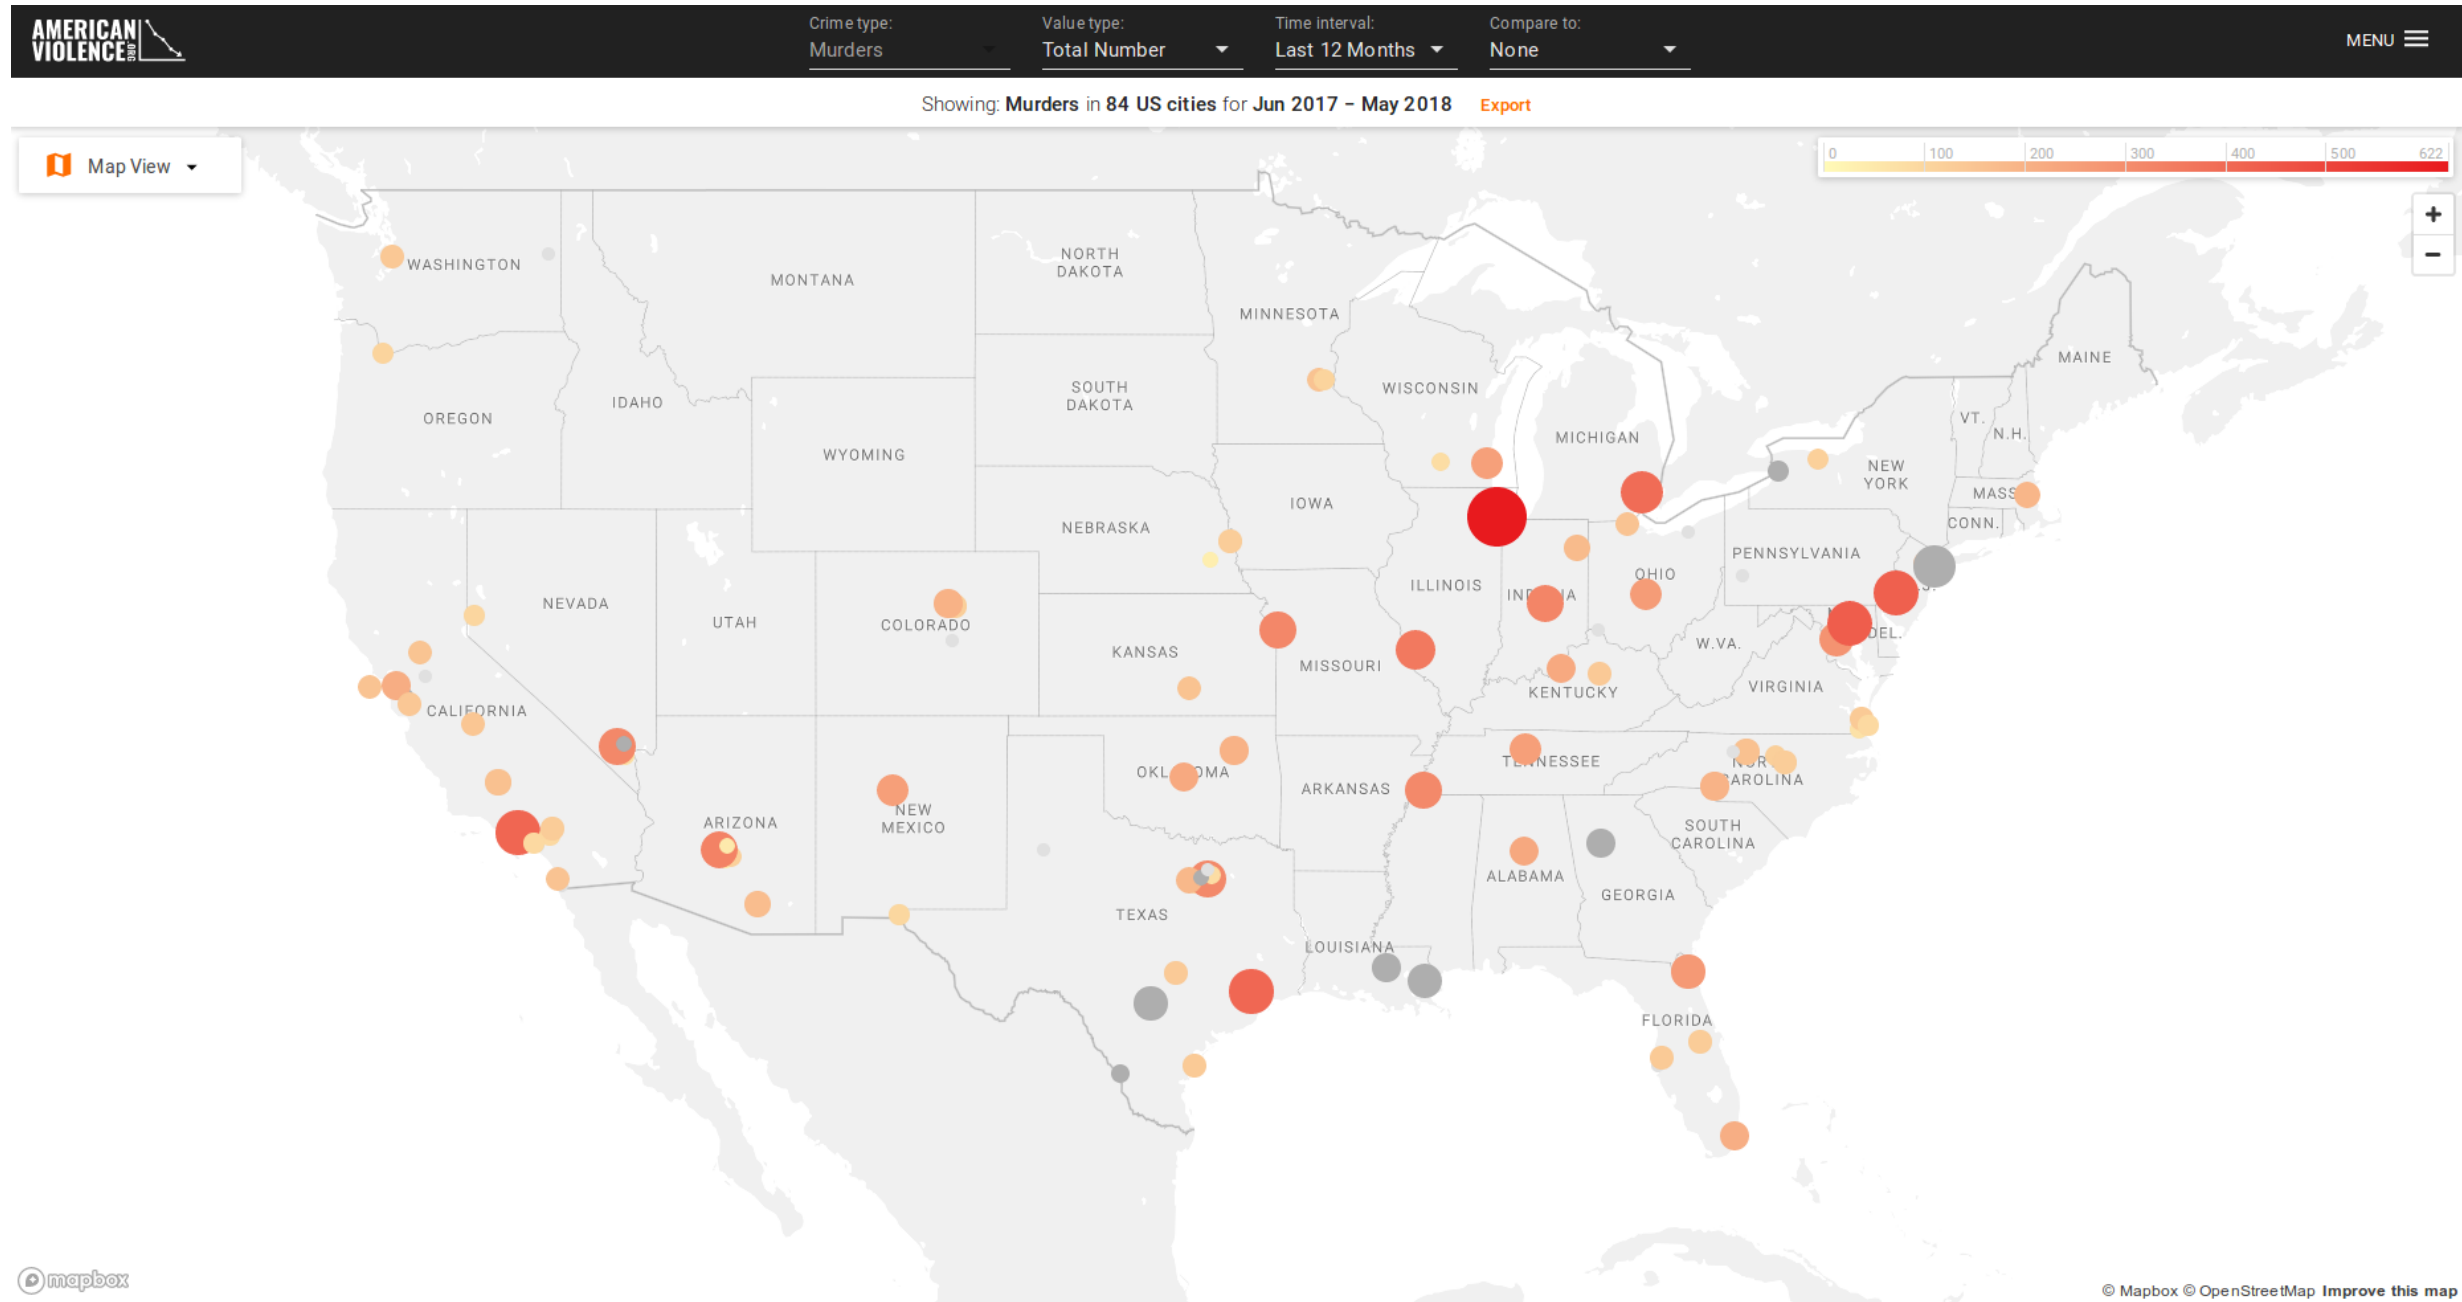 AMERICAN
VIOLENCE.ORG
Crime type:
Murders
Value type:
Total Number
Time interval:
Last 12 Months
Compare to:
None
MENU
Showing: Murders in 84 US cities for Jun 2017 – May 2018 Export
Map View
0 100 200 300 400 500 622
+
−
WASHINGTON
MONTANA
NORTH
DAKOTA
MINNESOTA
MAINE
OREGON
IDAHO
SOUTH
DAKOTA
WISCONSIN
VT.
N.H.
WYOMING
MICHIGAN
NEW
YORK
MASS
CONN.
IOWA
NEBRASKA
PENNSYLVANIA
ILLINOIS
OHIO
NEVADA
UTAH
COLORADO
KANSAS
MISSOURI
DEL.
W.VA.
VIRGINIA
KENTUCKY
CALIFORNIA
TENNESSEE
ARKANSAS
ARIZONA
NEW
MEXICO
SOUTH
CAROLINA
ALABAMA
GEORGIA
TEXAS
LOUISIANA
FLORIDA
mapbox
© Mapbox © OpenStreetMap Improve this map